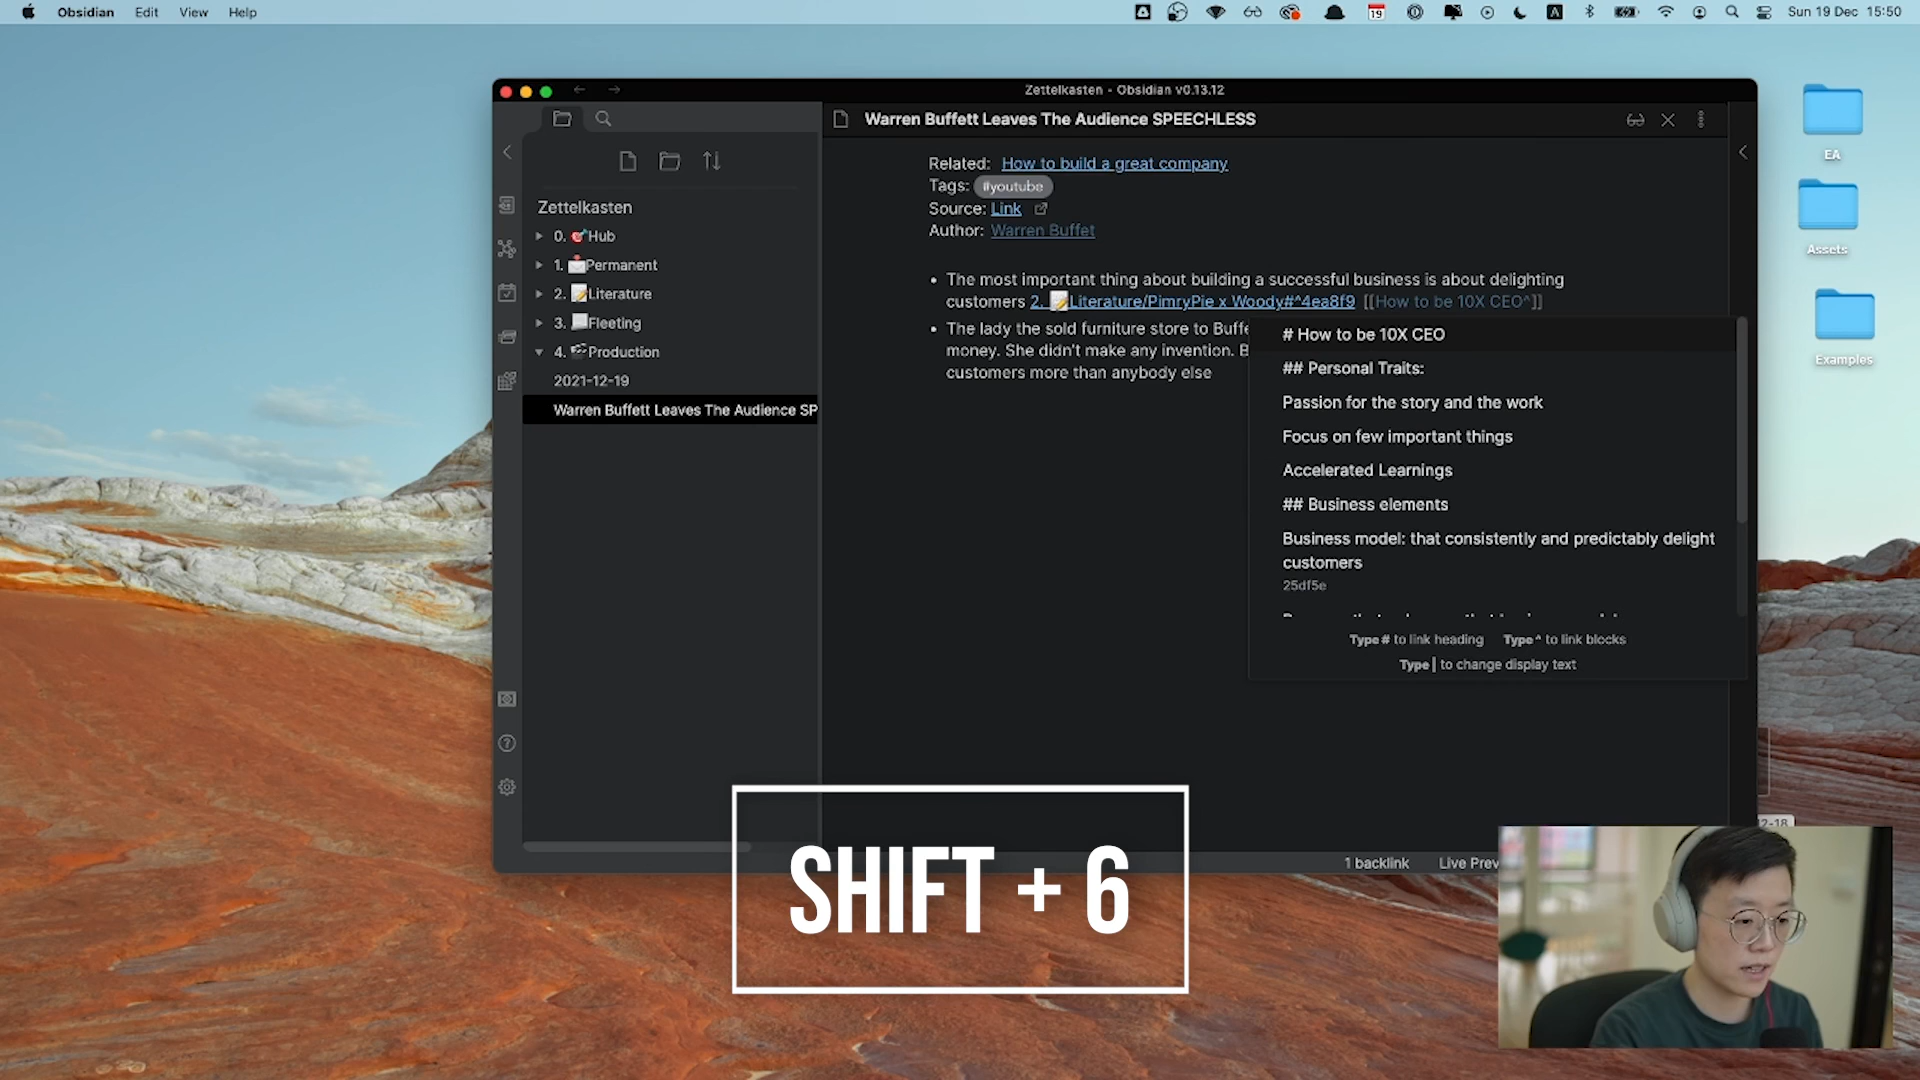 Obsidian Edit View Help
19
A
Sun 19 Dec 15:50
Zettelkasten - Obsidian v0.13.12
Warren Buffett Leaves The Audience SPEECHLESS
Zettelkasten
0. 🎯Hub
1. 📩Permanent
2. 📝Literature
3. 📃Fleeting
4. 🎬Production
2021-12-19
Warren Buffett Leaves The Audience SP
Related: How to build a great company
Tags: #youtube
Source: Link
Author: Warren Buffet
• The most important thing about building a successful business is about delighting
customers 2. 📝Literature/PimryPie x Woody#^4ea8f9 [[How to be 10X CEO^]]
• The lady the sold furniture store to Buffe
money. She didn't make any invention. B
customers more than anybody else
# How to be 10X CEO
## Personal Traits:
Passion for the story and the work
Focus on few important things
Accelerated Learnings
## Business elements
Business model: that consistently and predictably delight
customers
25df5e
Type # to link heading Type ^ to link blocks
Type | to change display text
1 backlink Live Prev
EA
Assets
Examples
12-18
SHIFT + 6